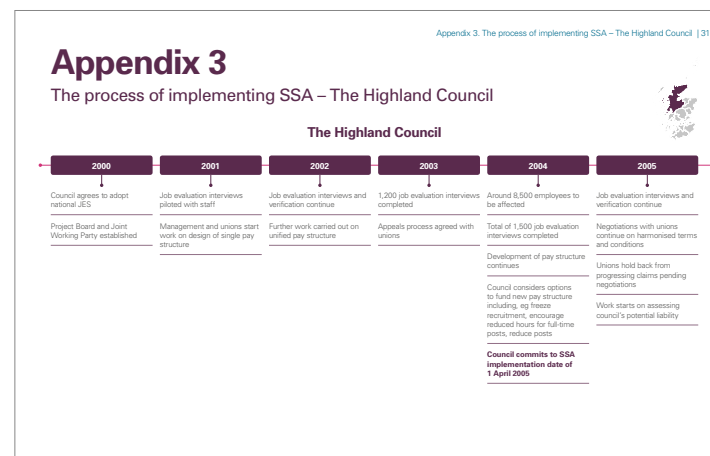 Appendix 3. The process of implementing SSA – The Highland Council | 31
Appendix 3
The process of implementing SSA – The Highland Council
The Highland Council
2000
Council agrees to adopt
national JES
Project Board and Joint
Working Party established
2001
Job evaluation interviews
piloted with staff
Management and unions start
work on design of single pay
structure
2002
Job evaluation interviews and
verification continue
Further work carried out on
unified pay structure
2003
1,200 job evaluation interviews
completed
Appeals process agreed with
unions
2004
Around 8,500 employees to
be affected
Total of 1,500 job evaluation
interviews completed
Development of pay structure
continues
Council considers options
to fund new pay structure
including, eg freeze
recruitment, encourage
reduced hours for full-time
posts, reduce posts
Council commits to SSA
implementation date of
1 April 2005
2005
Job evaluation interviews and
verification continue
Negotiations with unions
continue on harmonised terms
and conditions
Unions hold back from
progressing claims pending
negotiations
Work starts on assessing
council's potential liability